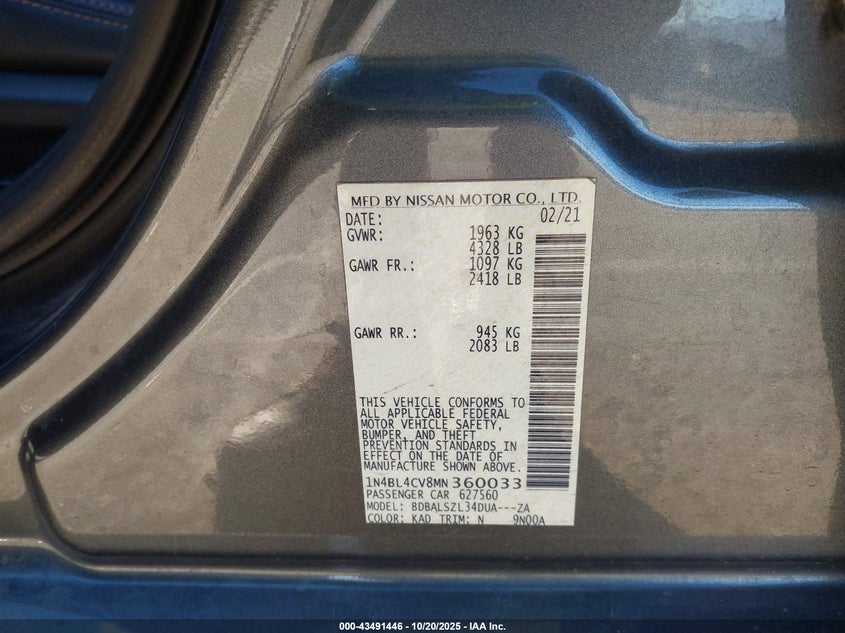 MFD BY NISSAN MOTOR CO., LTD.
DATE: 02/21
GVWR: 1963 KG
4328 LB
GAWR FR.: 1097 KG
2418 LB
GAWR RR.: 945 KG
2083 LB
THIS VEHICLE CONFORMS TO
ALL APPLICABLE FEDERAL
MOTOR VEHICLE SAFETY,
BUMPER, AND THEFT
PREVENTION STANDARDS IN
EFFECT ON THE DATE OF
MANUFACTURE SHOWN ABOVE.
1N4BL4CV8MN360033
PASSENGER CAR 627560
MODEL: BDBALSZL34DUA---ZA
COLOR: KAD TRIM: N 9N00A
000-43491446 - 10/20/2025 - IAA Inc.